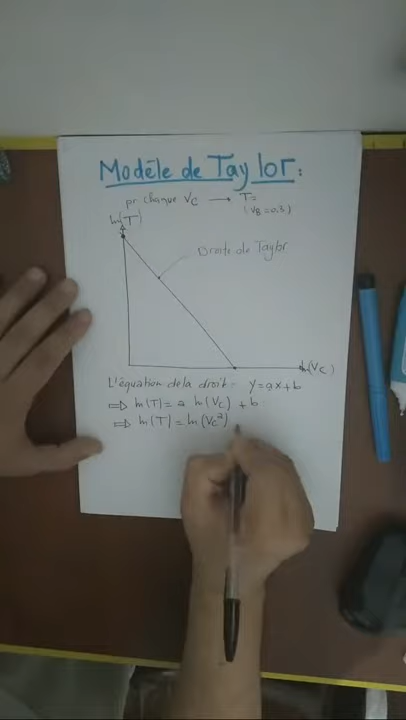 Modèle de Taylor:
pr chaque Vc → T=
(VB=0,3)
ln(T)
Droite de Taylor
ln(Vc)
L'équation de la droit= y=ax+b
⇒ ln(T)= a ln(Vc) + b
⇒ ln(T)= ln(Vc^a)